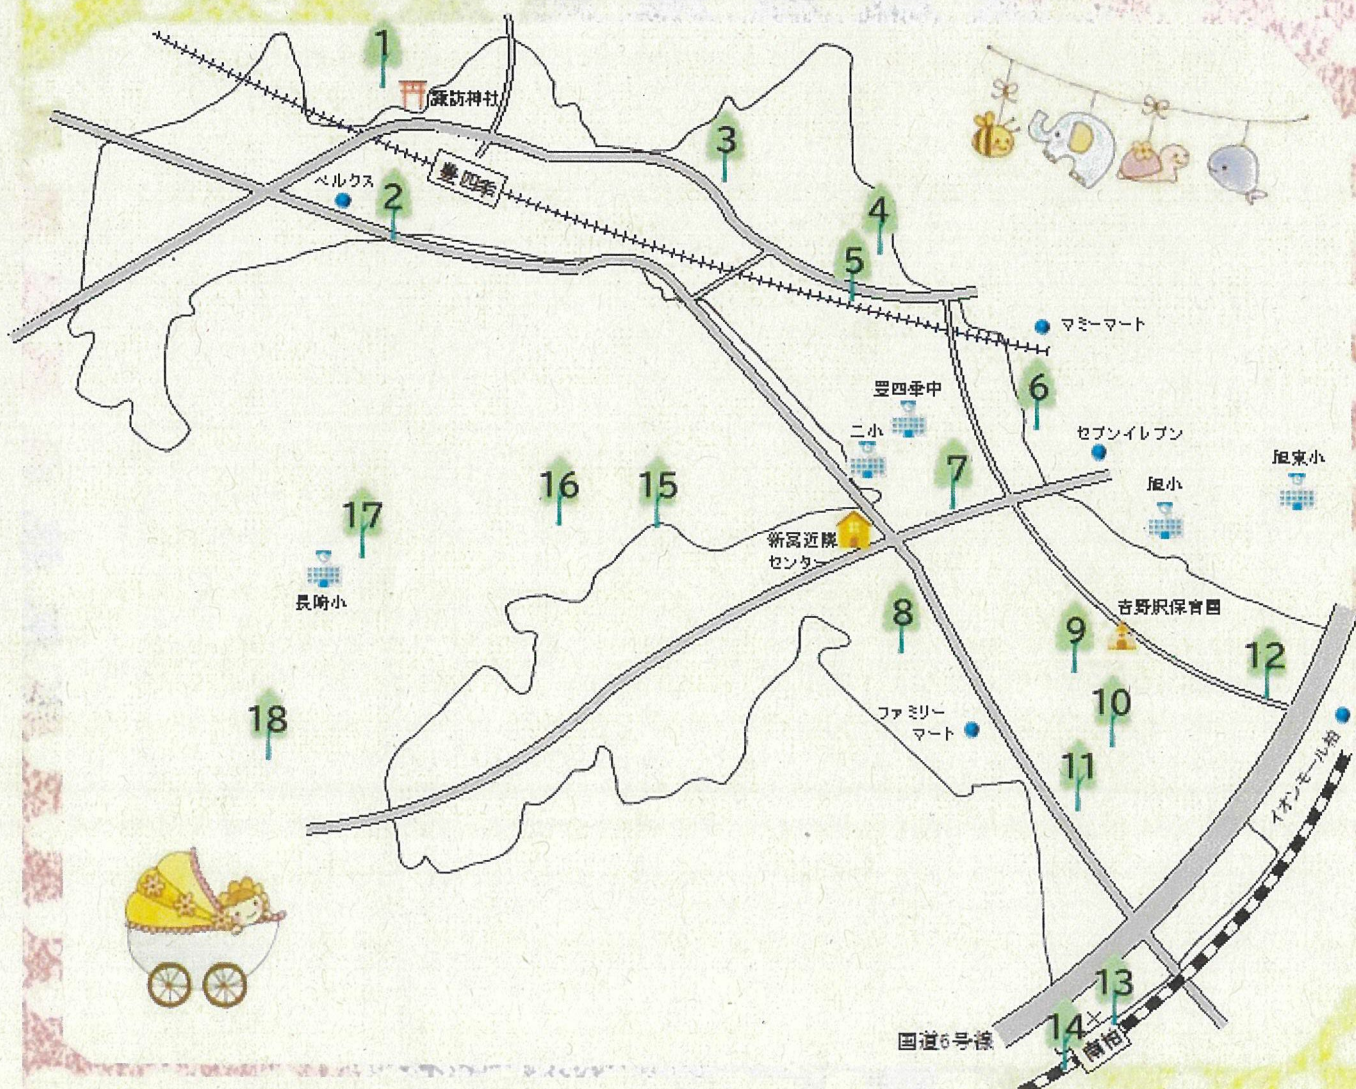 1
諏訪神社
豊四季
ベルクス
2
3
4
5
マミーマート
6
豊四季中
二小
7
セブンイレブン
旭小
旭東小
16
15
17
長崎小
新富近隣
センター
8
吉野沢保育園
9
12
10
18
ファミリー
マート
11
イオンモール柏
13
14
南柏
国道6号線